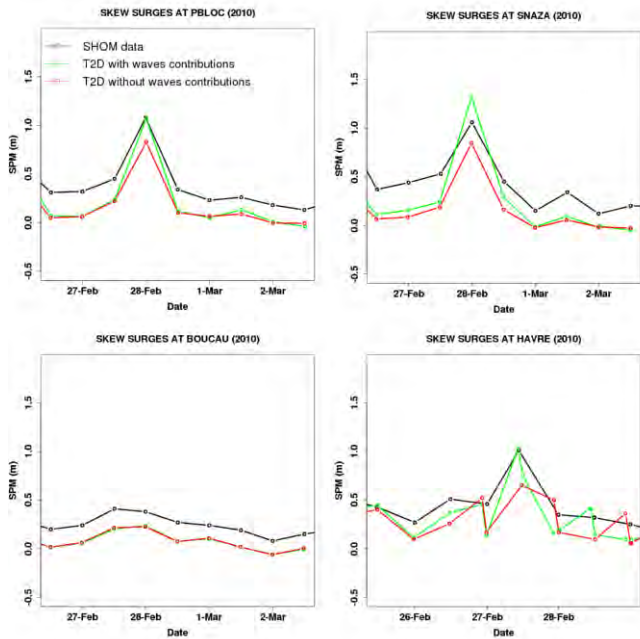 SKEW SURGES AT PBLOC (2010)
SHOM data
T2D with waves contributions
T2D without waves contributions
SPM (m)
1.5
1.0
0.5
0.0
-0.5
27-Feb 28-Feb 1-Mar 2-Mar
Date
SKEW SURGES AT SNAZA (2010)
SPM (m)
1.5
1.0
0.5
0.0
-0.5
27-Feb 28-Feb 1-Mar 2-Mar
Date
SKEW SURGES AT BOUCAU (2010)
SPM (m)
1.5
1.0
0.5
0.0
-0.5
27-Feb 28-Feb 1-Mar 2-Mar
Date
SKEW SURGES AT HAVRE (2010)
SPM (m)
1.5
1.0
0.5
0.0
-0.5
26-Feb 27-Feb 28-Feb
Date